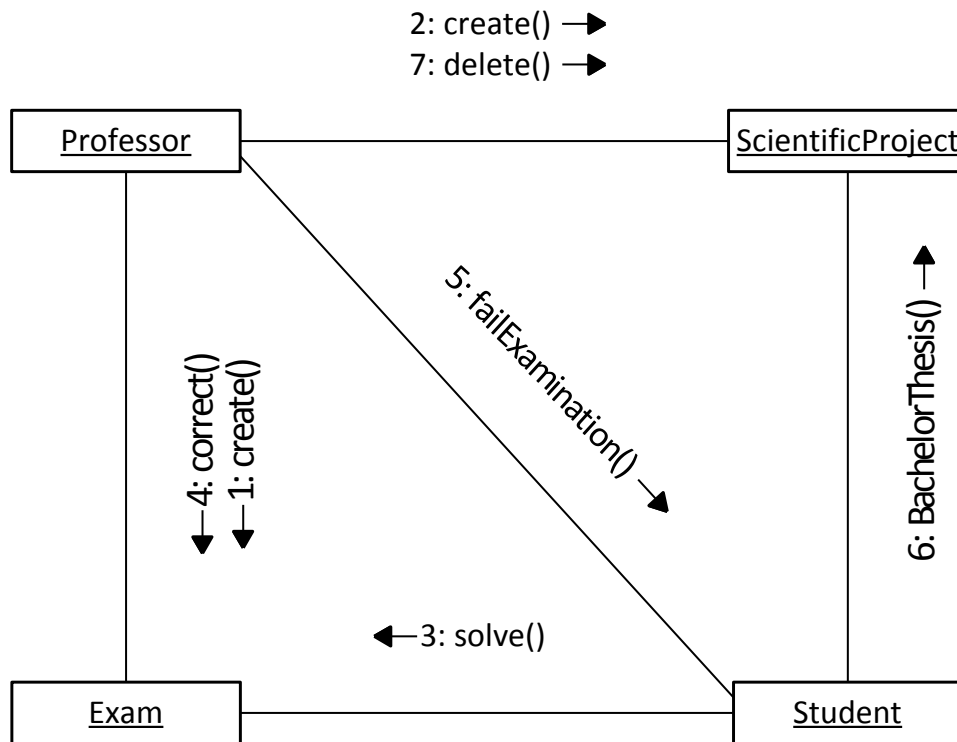 2: create()
7: delete()
Professor
ScientificProject
5: failExamination()
4: correct()
1: create()
6: BachelorThesis()
3: solve()
Exam
Student